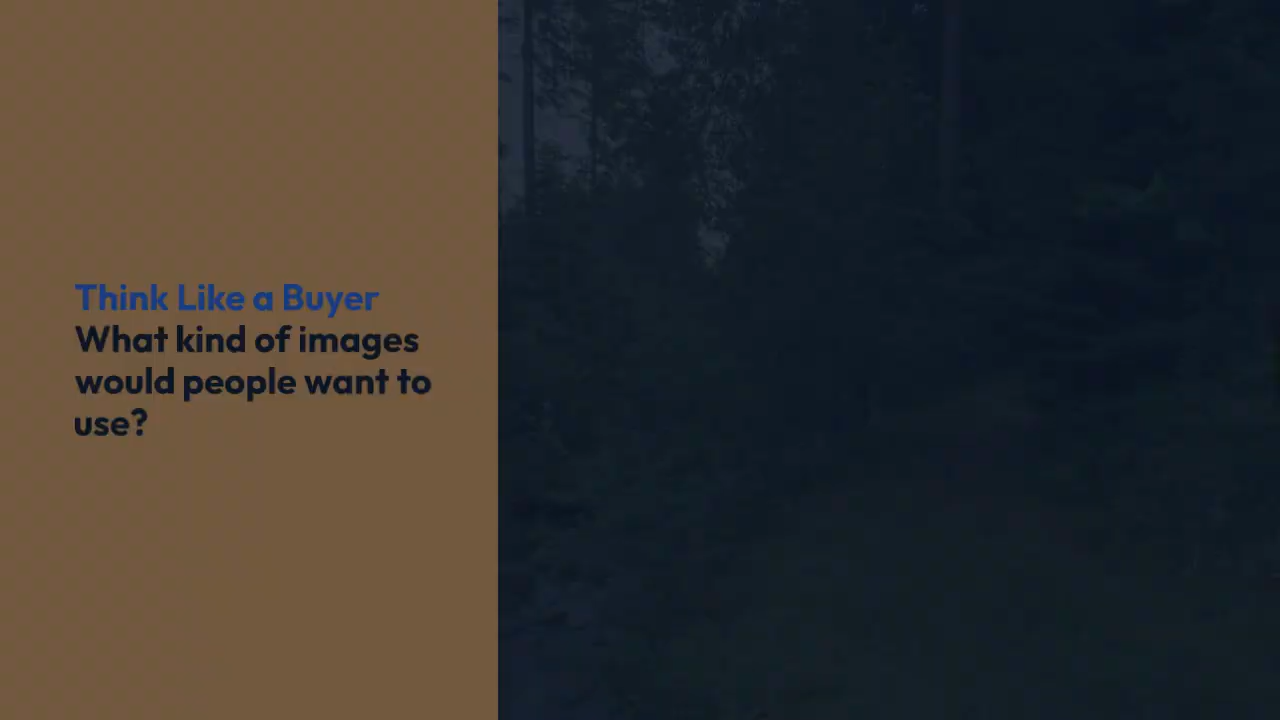 Think Like a Buyer
What kind of images
would people want to
use?